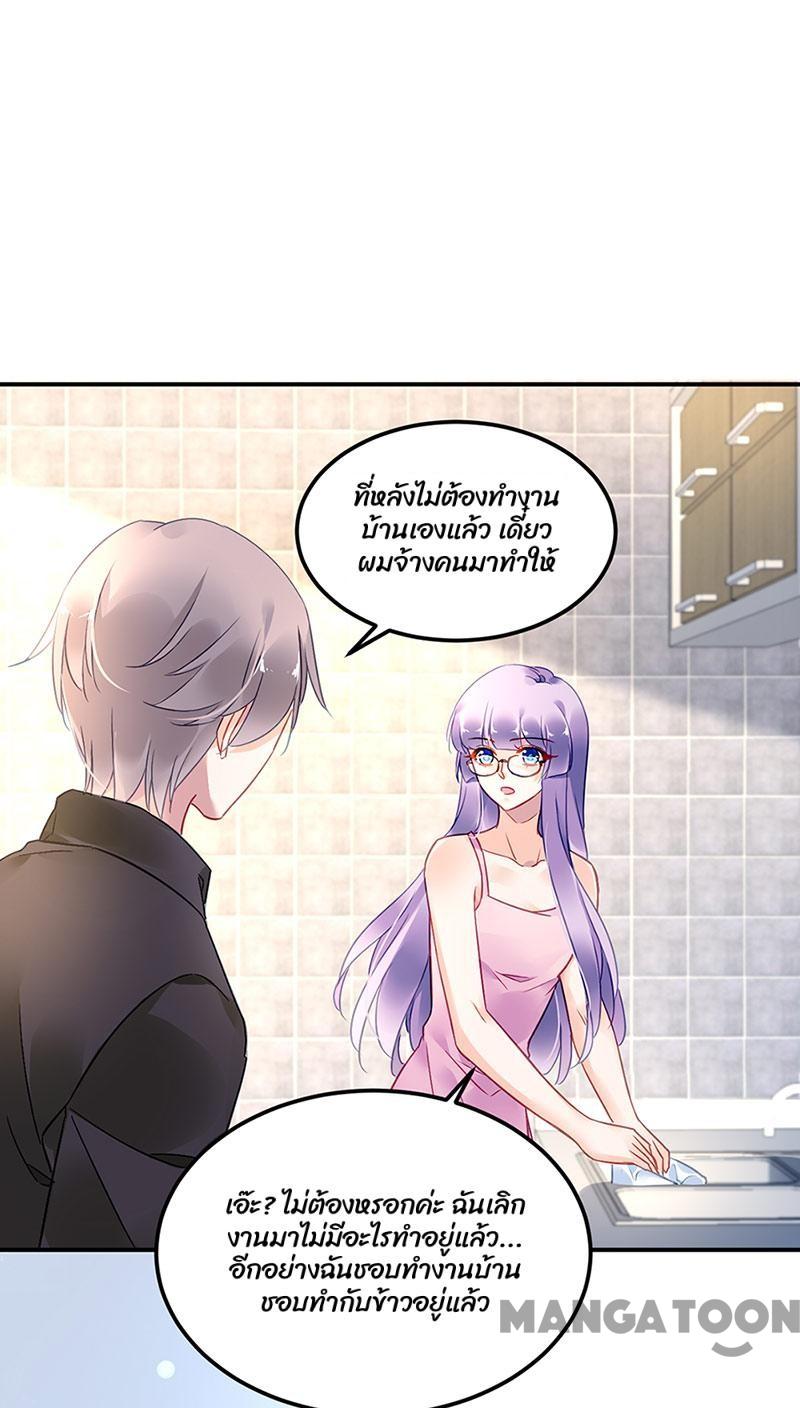 ที่หลังไม่ต้องทำงาน
บ้านเองแล้ว เดี๋ยว
ผมจ้างคนมาทำให้
เอ๊ะ? ไม่ต้องหรอกค่ะ ฉันเลิก
งานมาไม่มีอะไรทำอยู่แล้ว...
อีกอย่างฉันชอบทำงานบ้าน
ชอบทำกับข้าวอยู่แล้ว
MANGATOON